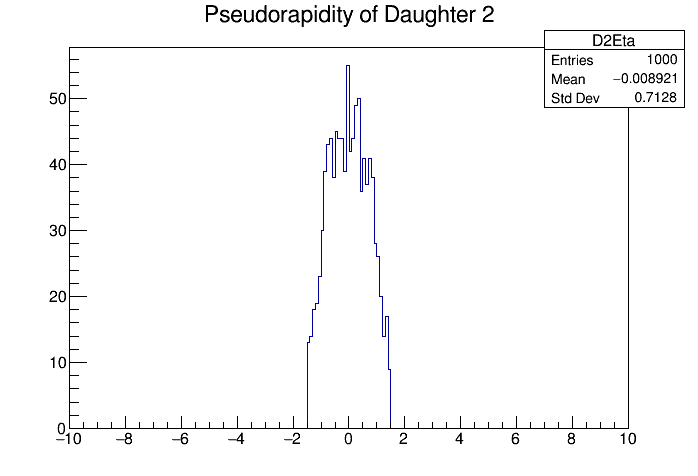 Pseudorapidity of Daughter 2
D2Eta
Entries 1000
Mean −0.008921
Std Dev 0.7128
50
40
30
20
10
0
−10 −8 −6 −4 −2 0 2 4 6 8 10